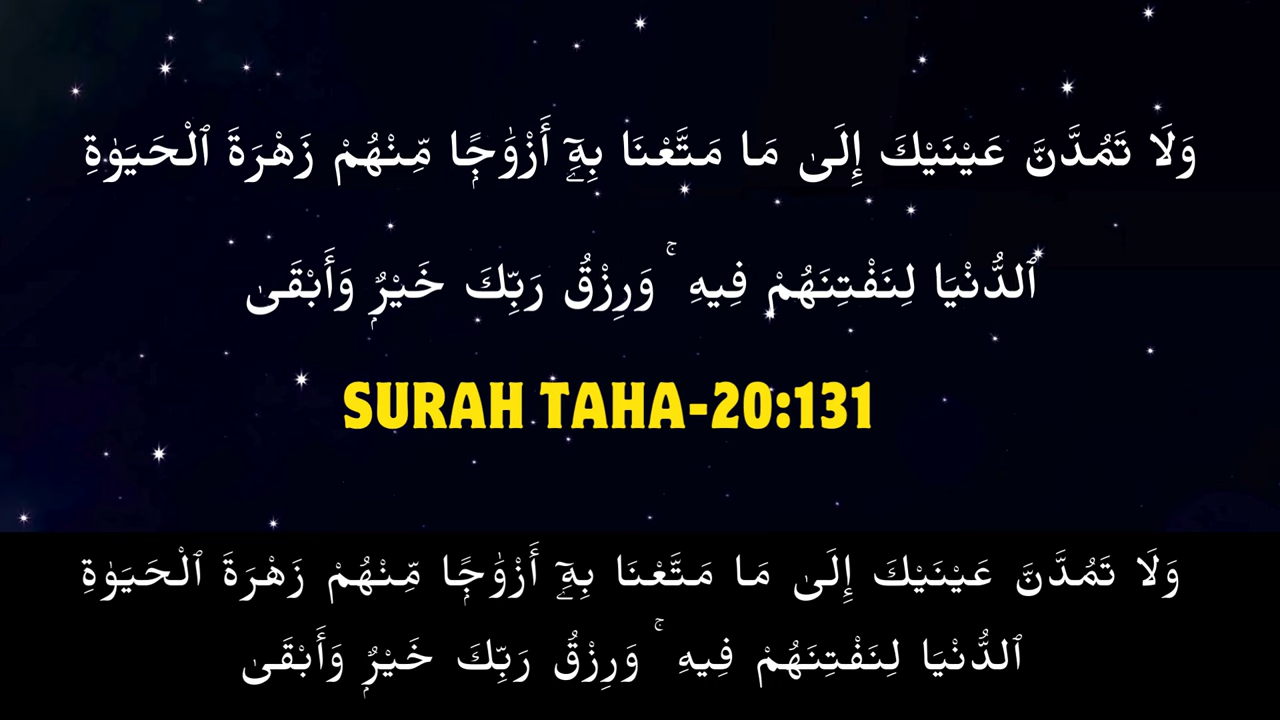 وَلَا تَمُدَّنَّ عَيْنَيْكَ إِلَىٰ مَا مَتَّعْنَا بِهِۦٓ أَزْوَٰجًۭا مِّنْهُمْ زَهْرَةَ ٱلْحَيَوٰةِ
ٱلدُّنْيَا لِنَفْتِنَهُمْ فِيهِ ۚ وَرِزْقُ رَبِّكَ خَيْرٌۭ وَأَبْقَىٰ
SURAH TAHA-20:131
وَلَا تَمُدَّنَّ عَيْنَيْكَ إِلَىٰ مَا مَتَّعْنَا بِهِۦٓ أَزْوَٰجًۭا مِّنْهُمْ زَهْرَةَ ٱلْحَيَوٰةِ
ٱلدُّنْيَا لِنَفْتِنَهُمْ فِيهِ ۚ وَرِزْقُ رَبِّكَ خَيْرٌۭ وَأَبْقَىٰ